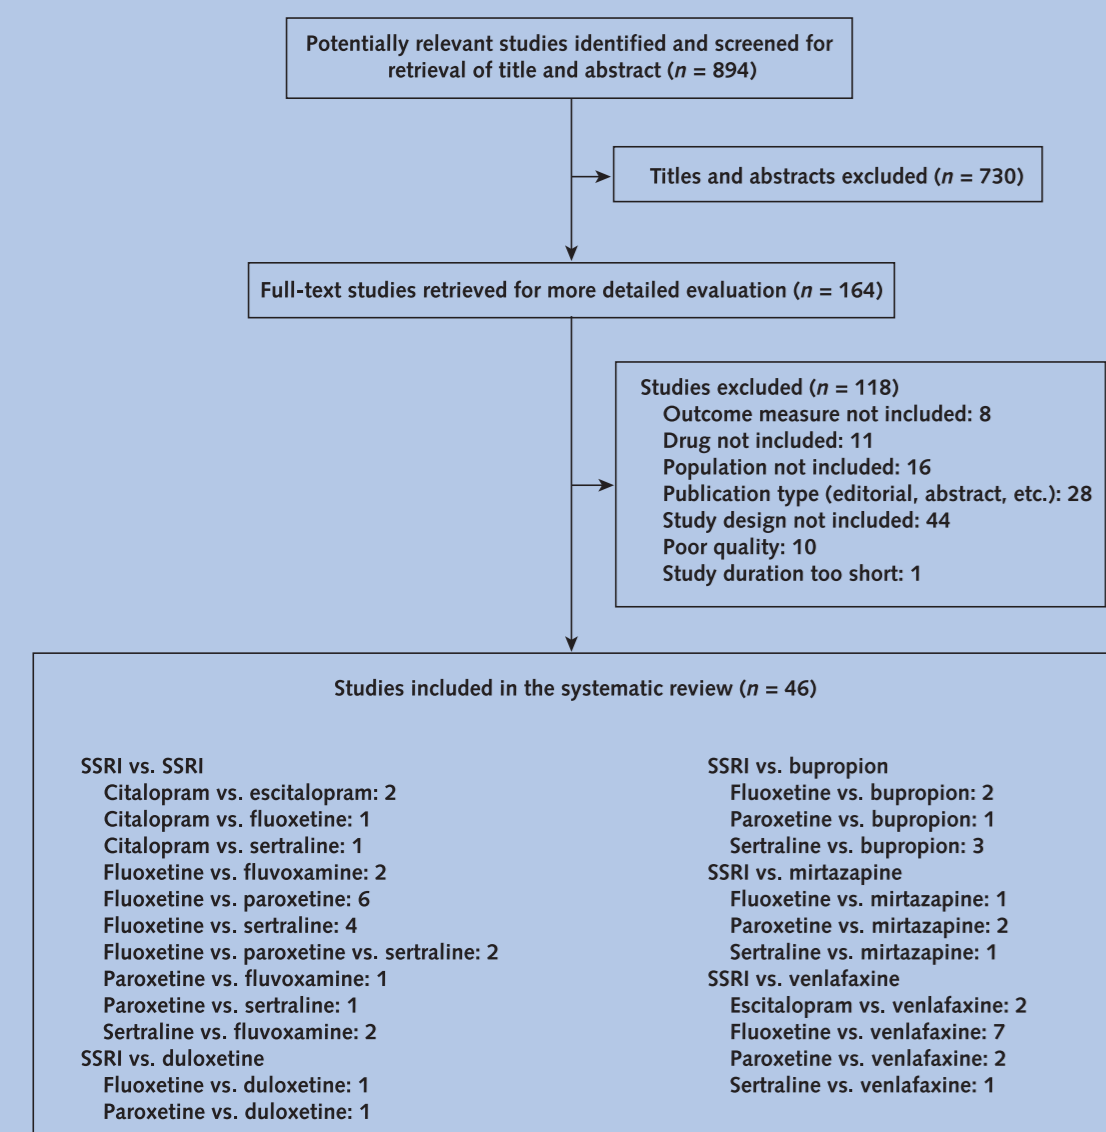 Potentially relevant studies identified and screened for
retrieval of title and abstract (n = 894)
Titles and abstracts excluded (n = 730)
Full-text studies retrieved for more detailed evaluation (n = 164)
Studies excluded (n = 118)
Outcome measure not included: 8
Drug not included: 11
Population not included: 16
Publication type (editorial, abstract, etc.): 28
Study design not included: 44
Poor quality: 10
Study duration too short: 1
Studies included in the systematic review (n = 46)
SSRI vs. SSRI
Citalopram vs. escitalopram: 2
Citalopram vs. fluoxetine: 1
Citalopram vs. sertraline: 1
Fluoxetine vs. fluvoxamine: 2
Fluoxetine vs. paroxetine: 6
Fluoxetine vs. sertraline: 4
Fluoxetine vs. paroxetine vs. sertraline: 2
Paroxetine vs. fluvoxamine: 1
Paroxetine vs. sertraline: 1
Sertraline vs. fluvoxamine: 2
SSRI vs. duloxetine
Fluoxetine vs. duloxetine: 1
Paroxetine vs. duloxetine: 1
SSRI vs. bupropion
Fluoxetine vs. bupropion: 2
Paroxetine vs. bupropion: 1
Sertraline vs. bupropion: 3
SSRI vs. mirtazapine
Fluoxetine vs. mirtazapine: 1
Paroxetine vs. mirtazapine: 2
Sertraline vs. mirtazapine: 1
SSRI vs. venlafaxine
Escitalopram vs. venlafaxine: 2
Fluoxetine vs. venlafaxine: 7
Paroxetine vs. venlafaxine: 2
Sertraline vs. venlafaxine: 1